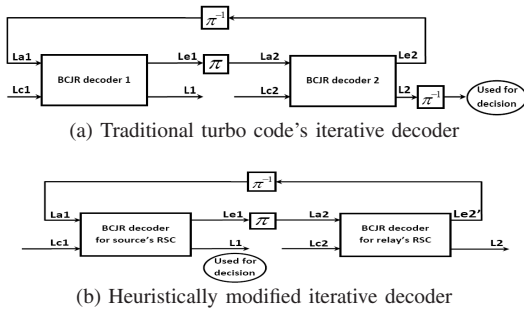 π⁻¹
La1 Le1 π La2 Le2
BCJR decoder 1 BCJR decoder 2
Lc1 L1 Lc2 L2 π⁻¹ Used for decision
(a) Traditional turbo code's iterative decoder
π⁻¹
La1 Le1 π La2 Le2'
BCJR decoder for source's RSC BCJR decoder for relay's RSC
Lc1 L1 Lc2 L2
Used for decision
(b) Heuristically modified iterative decoder